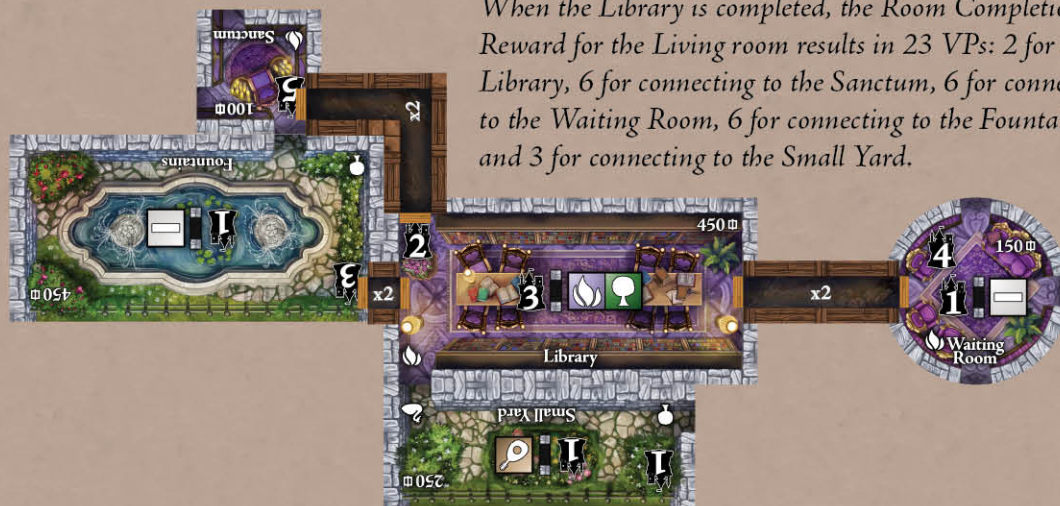 When the Library is completed, the Room Completio
Reward for the Living room results in 23 VPs: 2 for
Library, 6 for connecting to the Sanctum, 6 for conne
to the Waiting Room, 6 for connecting to the Founta
and 3 for connecting to the Small Yard.
Sanctum
100
5
x2
Fountains
1
3
450
x2
2
450
3
Library
x2
4
150
1
Waiting
Room
Small Yard
1
1
250